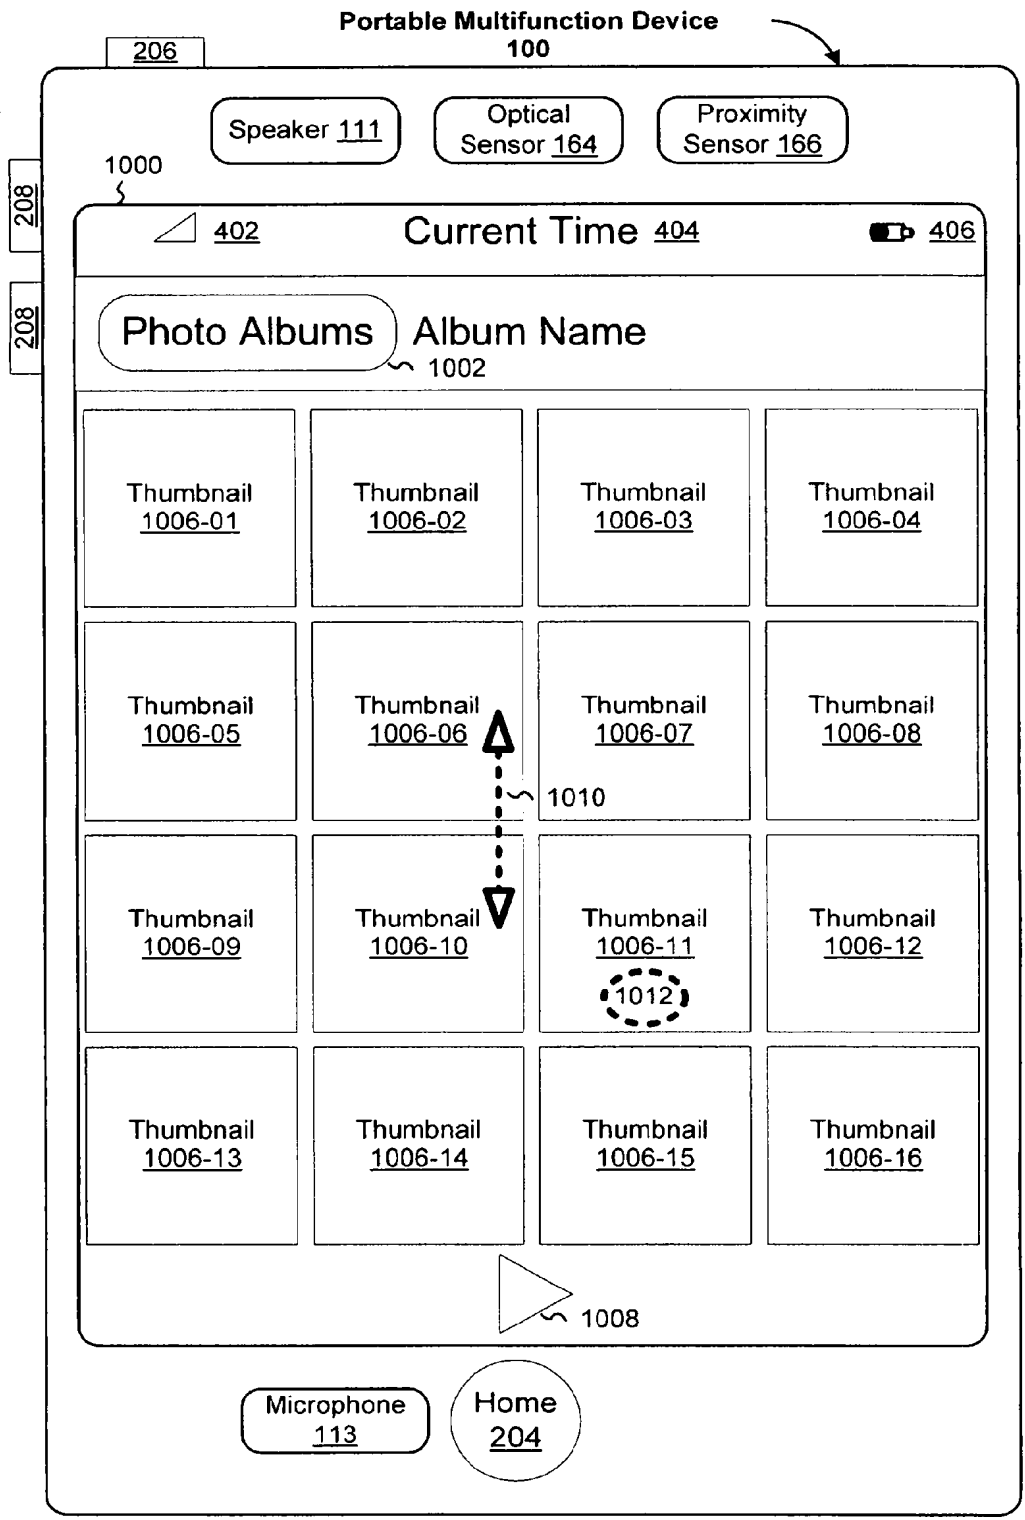 Portable Multifunction Device
100
206
Speaker 111
Optical
Sensor 164
Proximity
Sensor 166
1000
208
208
402
Current Time 404
406
Photo Albums
Album Name
1002
Thumbnail
1006-01
Thumbnail
1006-02
Thumbnail
1006-03
Thumbnail
1006-04
Thumbnail
1006-05
Thumbnail
1006-06
Thumbnail
1006-07
Thumbnail
1006-08
1010
Thumbnail
1006-09
Thumbnail
1006-10
Thumbnail
1006-11
1012
Thumbnail
1006-12
Thumbnail
1006-13
Thumbnail
1006-14
Thumbnail
1006-15
Thumbnail
1006-16
1008
Microphone
113
Home
204